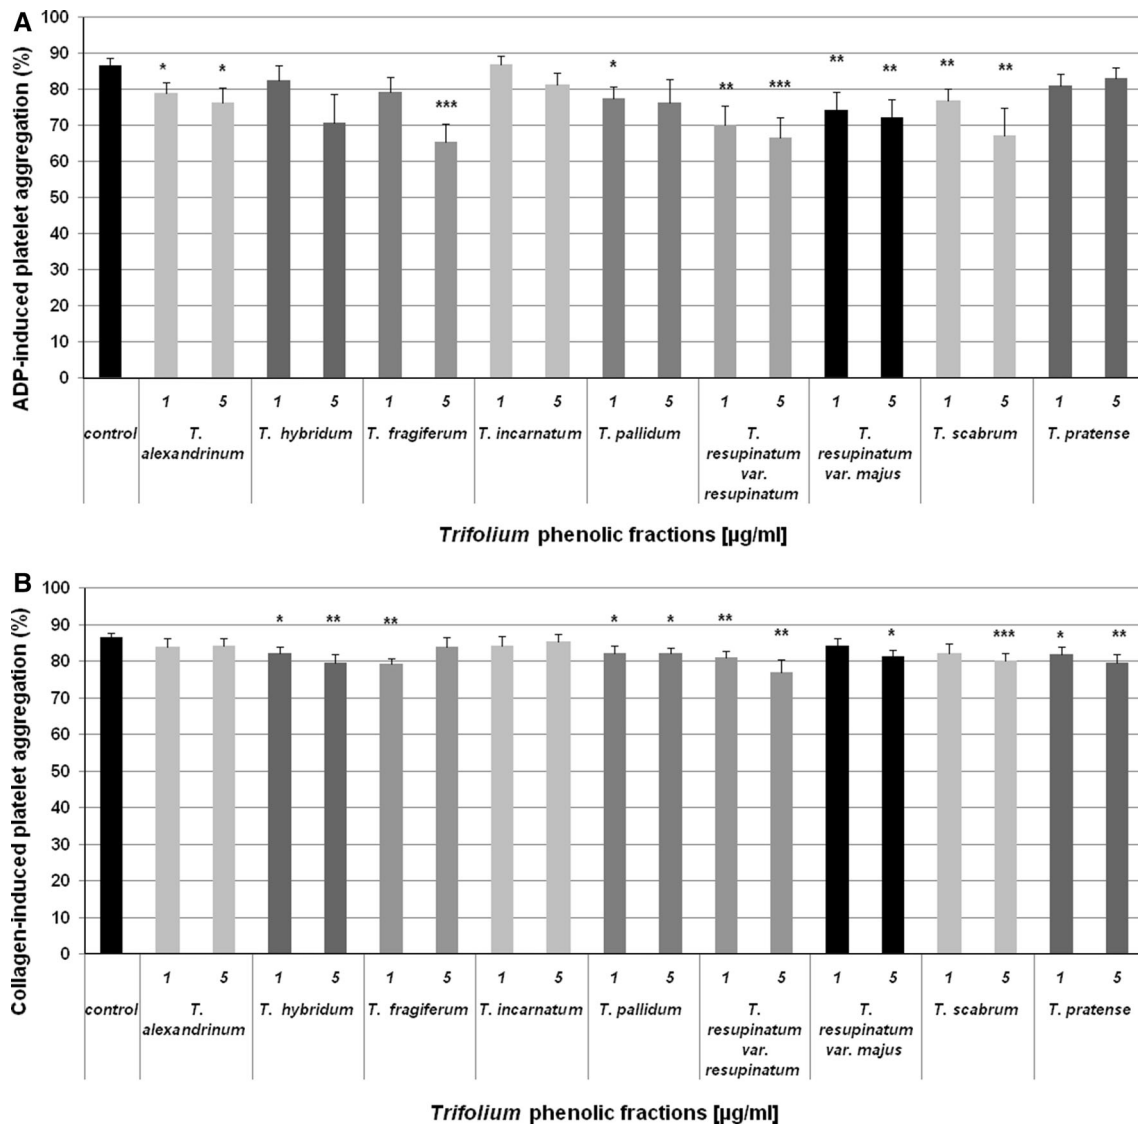 A
ADP-induced platelet aggregation (%)
100
90
80
70
60
50
40
30
20
10
0
* * *** * ** *** ** ** ** **
1 5 1 5 1 5 1 5 1 5 1 5 1 5 1 5 1 5
control T. T. hybridum T. fragiferum T. incarnatum T. pallidum T. T. T. scabrum T. pratense
alexandrinum resupinatum resupinatum
var. var. majus
resupinatum
Trifolium phenolic fractions [µg/ml]
B
Collagen-induced platelet aggregation (%)
100
90
80
70
60
50
40
30
20
10
0
* ** ** * * ** ** * *** * **
1 5 1 5 1 5 1 5 1 5 1 5 1 5 1 5 1 5
control T. T. hybridum T. fragiferum T. incarnatum T. pallidum T. T. T. scabrum T. pratense
alexandrinum resupinatum resupinatum
var. var. majus
resupinatum
Trifolium phenolic fractions [µg/ml]